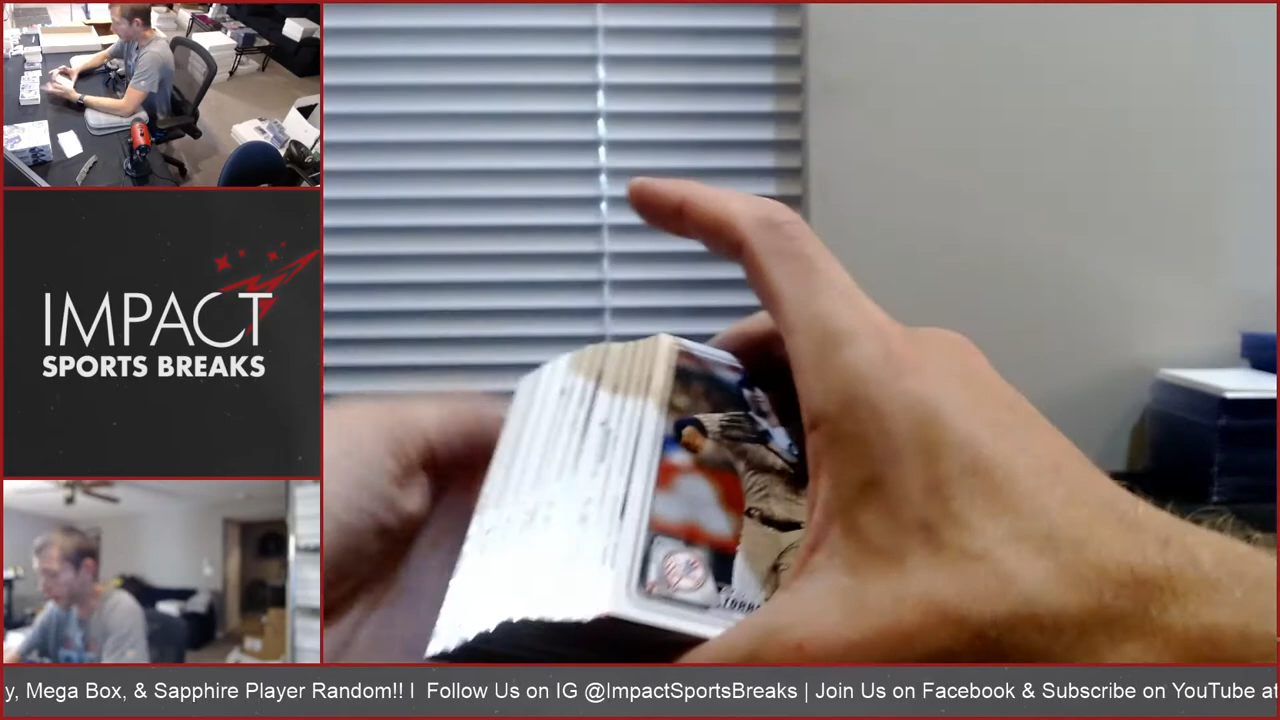 IMPACT
SPORTS BREAKS
y, Mega Box, & Sapphire Player Random!! I Follow Us on IG @ImpactSportsBreaks | Join Us on Facebook & Subscribe on YouTube at